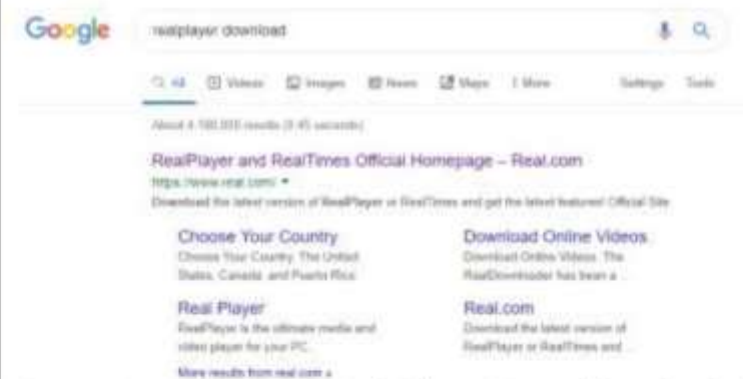 Google
realplayer download
All Videos Images News Maps More Settings Tools
results (0.45 seconds)
RealPlayer and RealTimes Official Homepage – Real.com
https://www.real.com/
Download the latest version of RealPlayer or RealTimes and get the latest features! Official Site
Choose Your Country
Choose Your Country. The United
States, Canada, and Puerto Rico
Download Online Videos
Download Online Videos. The
RealDownloader has been a ...
Real Player
RealPlayer is the ultimate media and
video player for your PC.
Real.com
Download the latest version of
RealPlayer or RealTimes and ...
More results from real.com »